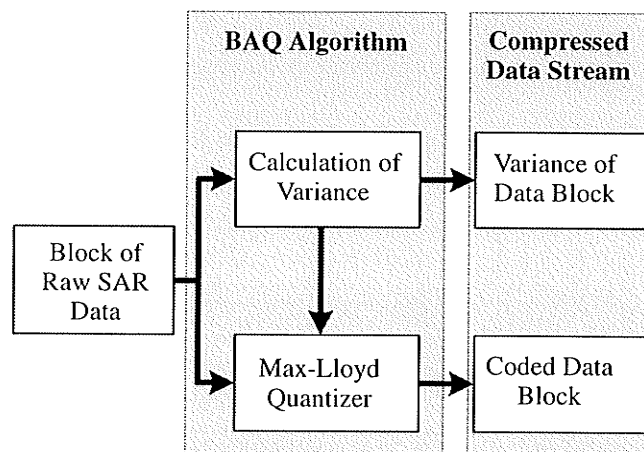 BAQ Algorithm
Compressed
Data Stream
Calculation of
Variance
Variance of
Data Block
Block of
Raw SAR
Data
Max-Lloyd
Quantizer
Coded Data
Block